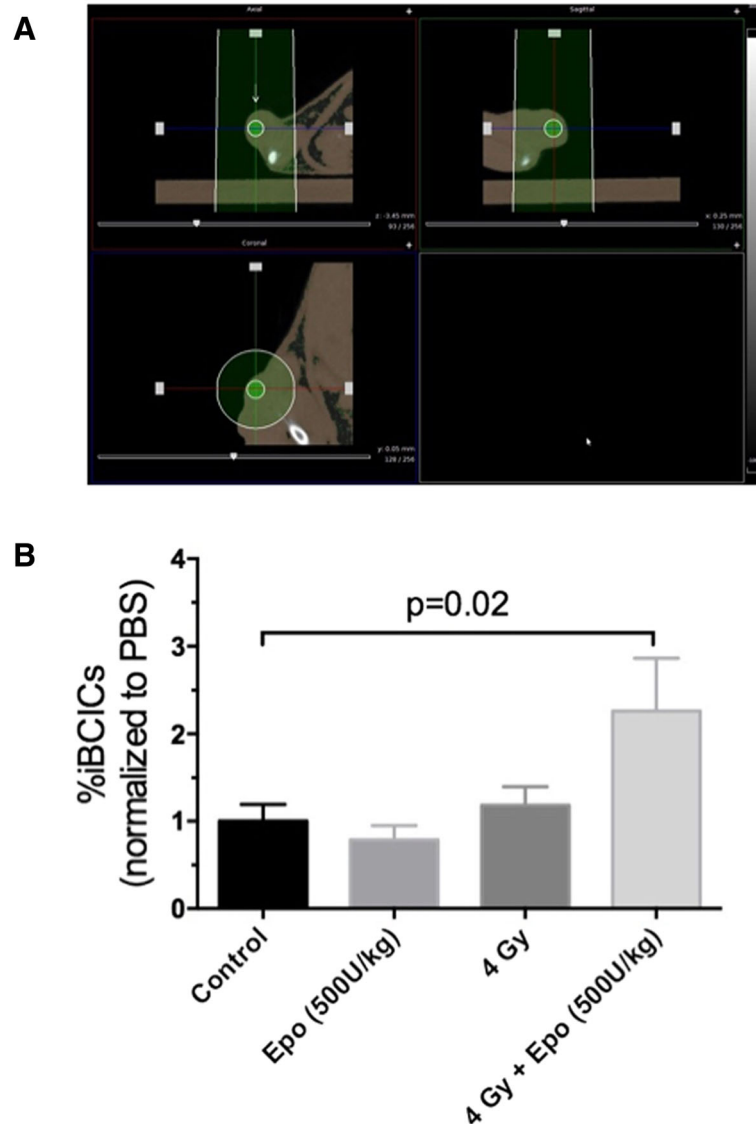 A
Axial
Sagittal
z: -3.45 mm
93 / 256
x: 0.25 mm
130 / 256
Coronal
y: 0.05 mm
128 / 256
B
%iBCICs
(normalized to PBS)
4
3
2
1
0
p=0.02
Control
Epo (500U/kg)
4 Gy
4 Gy + Epo (500U/kg)